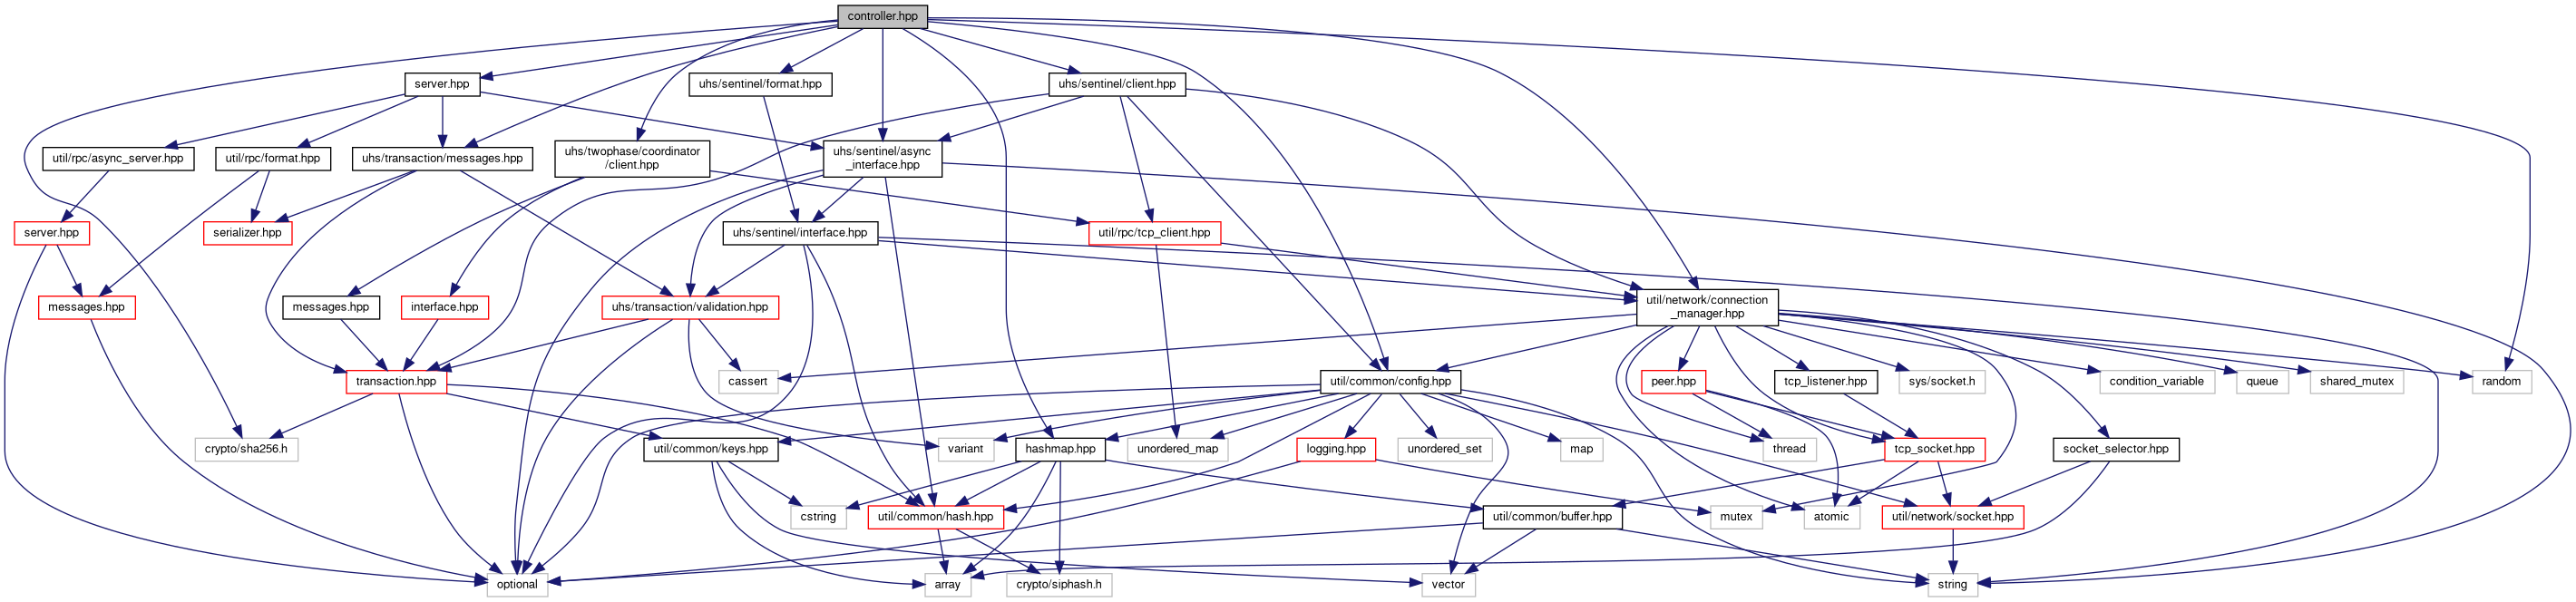 controller.hpp
server.hpp
uhs/sentinel/format.hpp
uhs/sentinel/client.hpp
util/rpc/async_server.hpp
util/rpc/format.hpp
uhs/transaction/messages.hpp
uhs/twophase/coordinator
/client.hpp
uhs/sentinel/async
_interface.hpp
server.hpp
serializer.hpp
uhs/sentinel/interface.hpp
util/rpc/tcp_client.hpp
messages.hpp
messages.hpp
interface.hpp
uhs/transaction/validation.hpp
util/network/connection
_manager.hpp
transaction.hpp
cassert
util/common/config.hpp
peer.hpp
tcp_listener.hpp
sys/socket.h
condition_variable
queue
shared_mutex
random
crypto/sha256.h
util/common/keys.hpp
variant
hashmap.hpp
unordered_map
logging.hpp
unordered_set
map
thread
tcp_socket.hpp
socket_selector.hpp
cstring
util/common/hash.hpp
util/common/buffer.hpp
mutex
atomic
util/network/socket.hpp
optional
array
crypto/siphash.h
vector
string